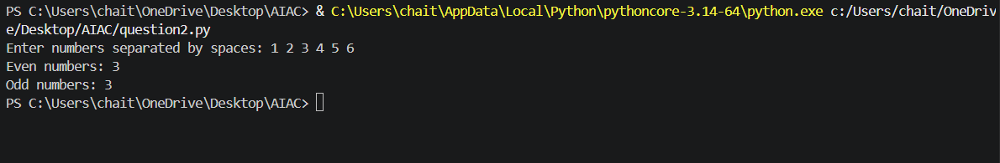 PS C:\Users\chait\OneDrive\Desktop\AIAC> & C:\Users\chait\AppData\Local\Python\pythoncore-3.14-64\python.exe c:/Users/chait/OneDriv
e/Desktop/AIAC/question2.py
Enter numbers separated by spaces: 1 2 3 4 5 6
Even numbers: 3
Odd numbers: 3
PS C:\Users\chait\OneDrive\Desktop\AIAC>